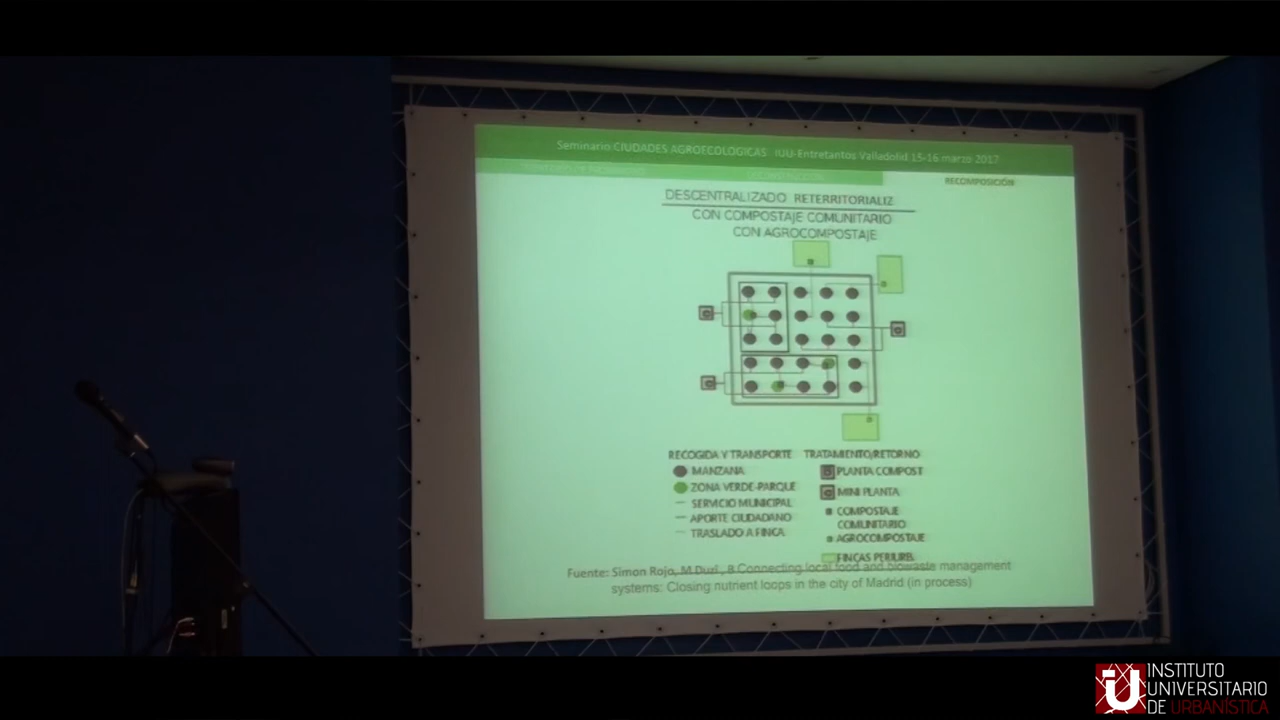 Seminario CIUDADES AGROECOLOGICAS IUU-Entretantos Valladolid 15-16 marzo 2017
RECOMPOSICIÓN
DESCENTRALIZADO RETERRITORIALIZ
CON COMPOSTAJE COMUNITARIO
CON AGROCOMPOSTAJE
C
C
C
RECOGIDA Y TRANSPORTE
MANZANA
ZONA VERDE-PARQUE
SERVICIO MUNICIPAL
APORTE CIUDADANO
TRASLADO A FINCA
TRATAMIENTO/RETORNO
PLANTA COMPOST
C MINI PLANTA
COMPOSTAJE
COMUNITARIO
AGROCOMPOSTAJE
FINCAS PERIURB.
Fuente: Simon Rojo, M Duzi, B Connecting local food and biowaste management
systems: Closing nutrient loops in the city of Madrid (in process)
iU INSTITUTO
UNIVERSITARIO
DE URBANÍSTICA